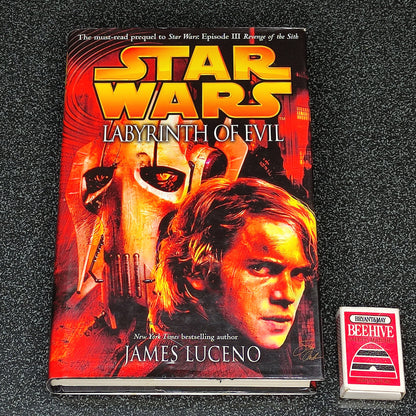 The must-read prequel to Star Wars: Episode III Revenge of the Sith
STAR
WARS
LABYRINTH OF EVIL
New York Times bestselling author
JAMES LUCENO
BRYANT&MAY
BEEHIVE